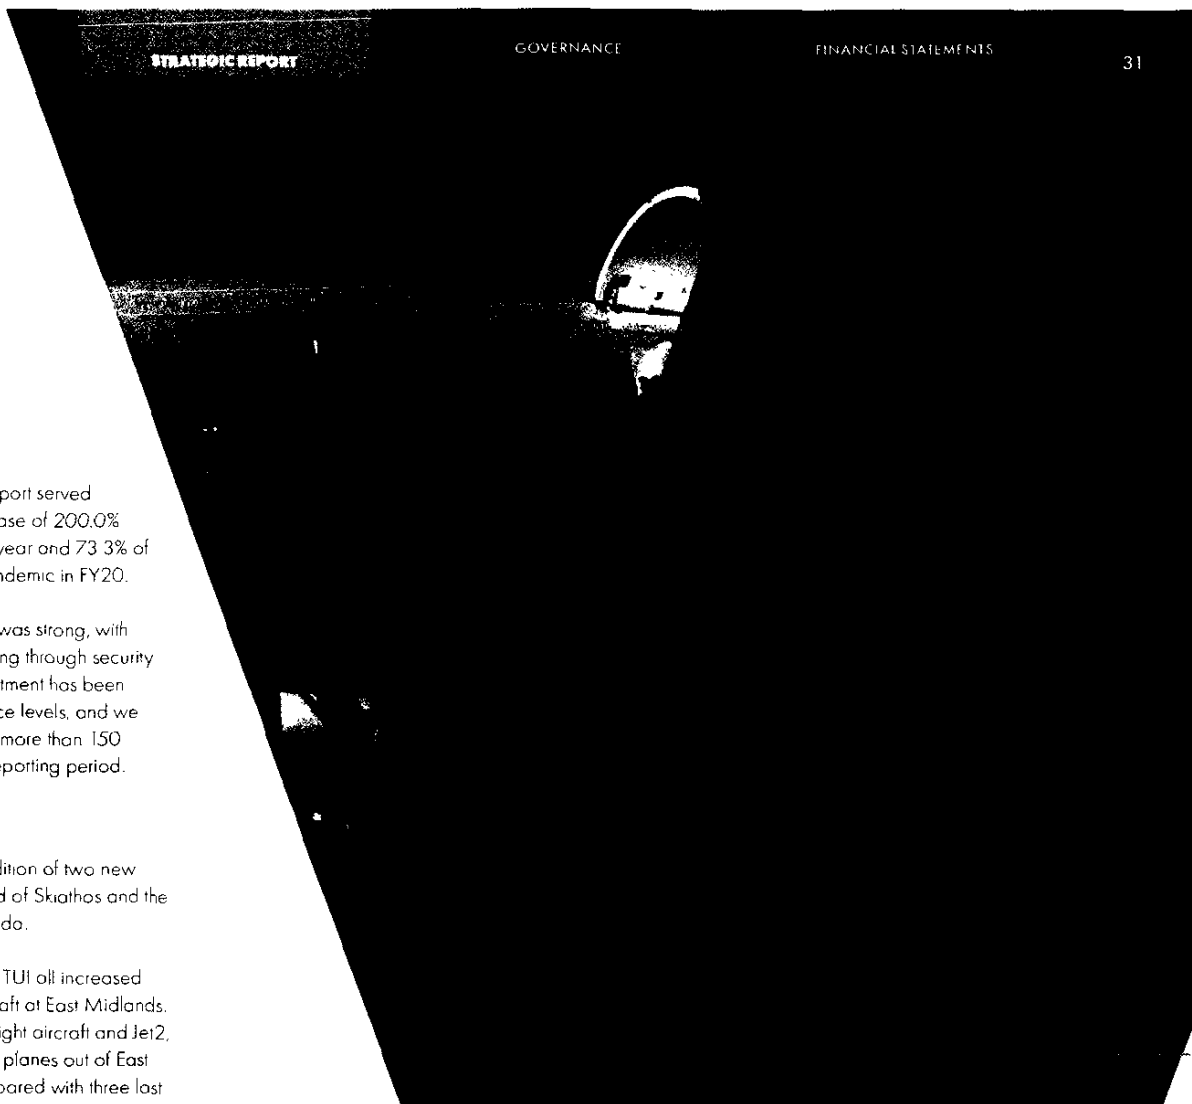 STRATEGIC REPORT
GOVERNANCE
FINANCIAL STATEMENTS
31
port served
ase of 200.0%
year and 73 3% of
ndemic in FY20.
was strong, with
ng through security
tment has been
ce levels, and we
more than 150
eporting period.
dition of two new
d of Skiathos and the
da.
TUI all increased
aft at East Midlands.
ight aircraft and Jet2,
planes out of East
pared with three last